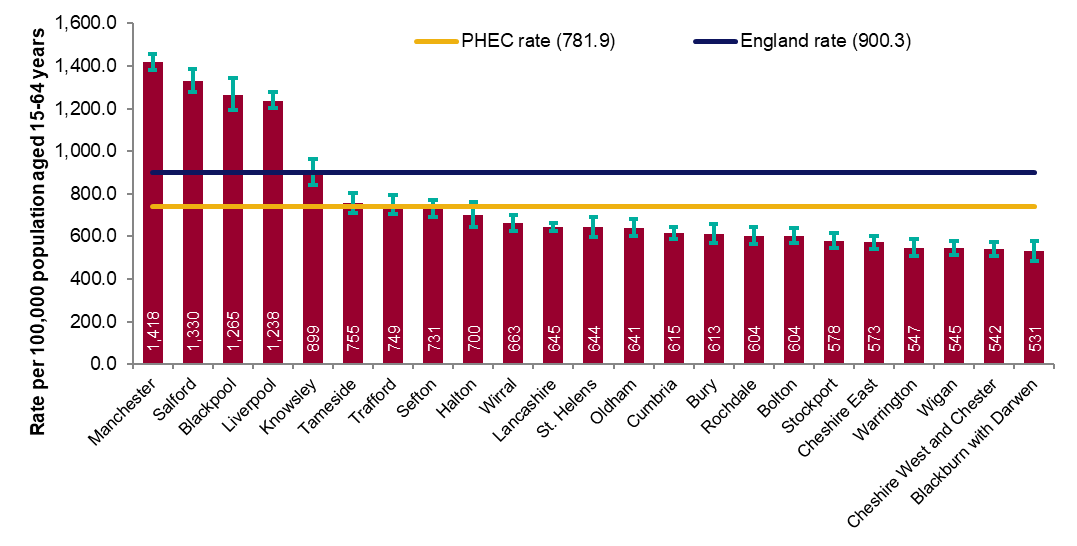 Rate per 100,000 population aged 15-64 years
1,600.0
1,400.0
1,200.0
1,000.0
800.0
600.0
400.0
200.0
0.0
PHEC rate (781.9)
England rate (900.3)
1,418
1,330
1,265
1,238
899
755
749
731
700
663
645
644
641
615
613
604
604
578
573
547
545
542
531
Manchester
Salford
Blackpool
Liverpool
Knowsley
Tameside
Trafford
Sefton
Halton
Wirral
Lancashire
St. Helens
Oldham
Cumbria
Bury
Rochdale
Bolton
Stockport
Cheshire East
Warrington
Wigan
Cheshire West and Chester
Blackburn with Darwen